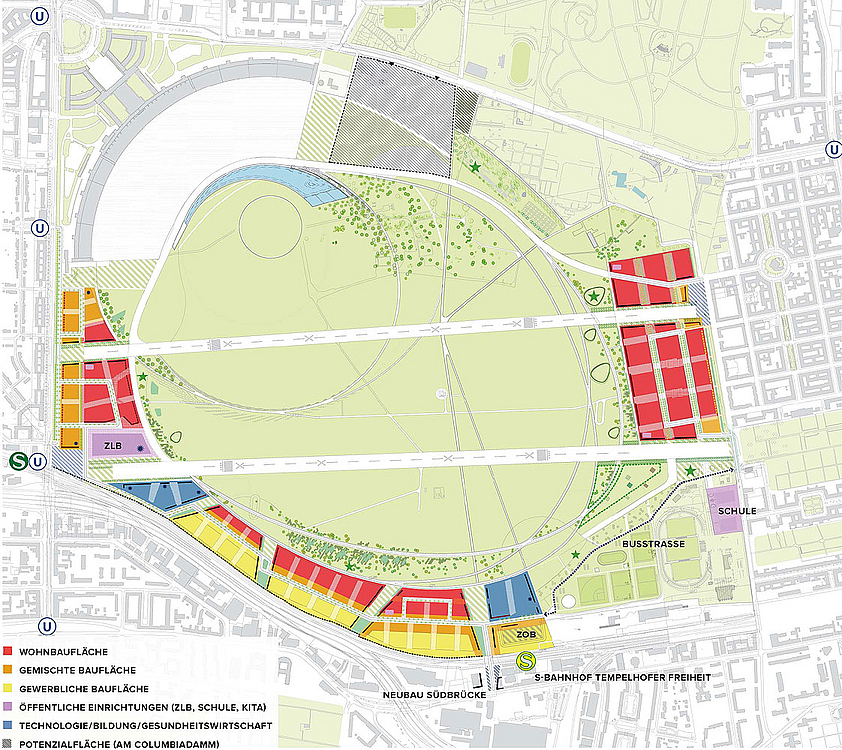 U
U
U
ZLB
S U
SCHULE
BUSSTRASSE
U
ZOB
S
S-BAHNHOF TEMPELHOFER FREIHEIT
NEUBAU SÜDBRÜCKE
WOHNBAUFLÄCHE
GEMISCHTE BAUFLÄCHE
GEWERBLICHE BAUFLÄCHE
ÖFFENTLICHE EINRICHTUNGEN (ZLB, SCHULE, KITA)
TECHNOLOGIE/BILDUNG/GESUNDHEITSWIRTSCHAFT
POTENZIALFLÄCHE (AM COLUMBIADAMM)